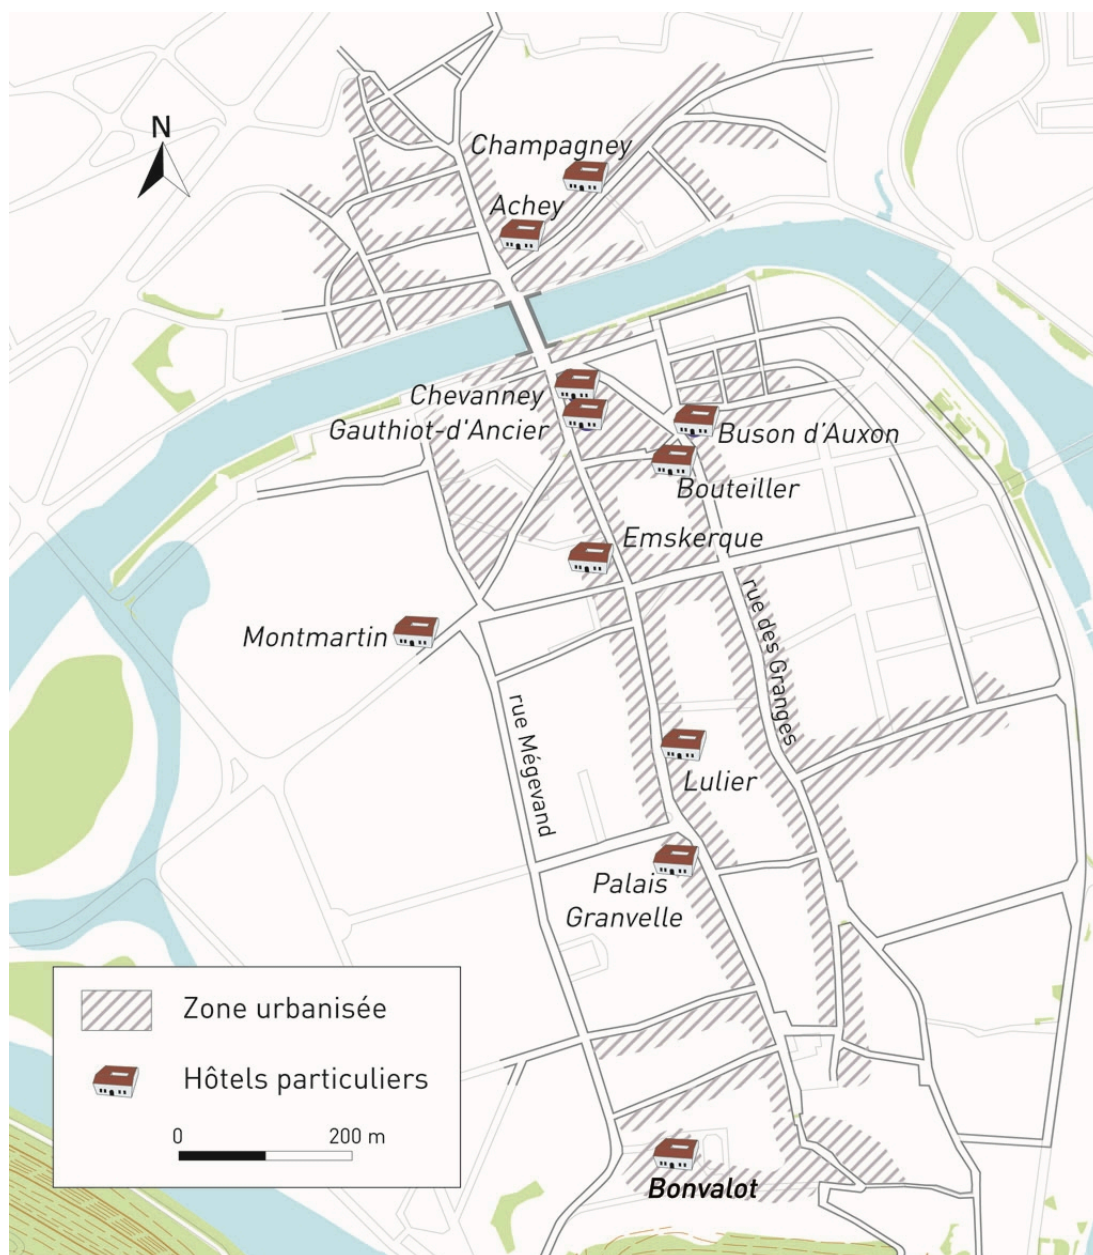 N
Champagney
Achey
Chevanney
Gauthiot-d'Ancier
Buson d'Auxon
Bouteiller
Emskerque
Montmartin
rue des Granges
rue Mégevand
Lulier
Palais
Granvelle
Zone urbanisée
Hôtels particuliers
0 200 m
Bonvalot